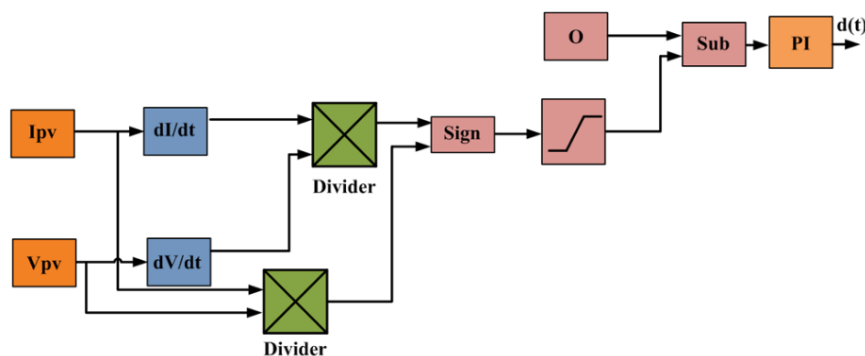 d(t)
O
Sub
PI
Ipv
dI/dt
Sign
Divider
Vpv
dV/dt
Divider